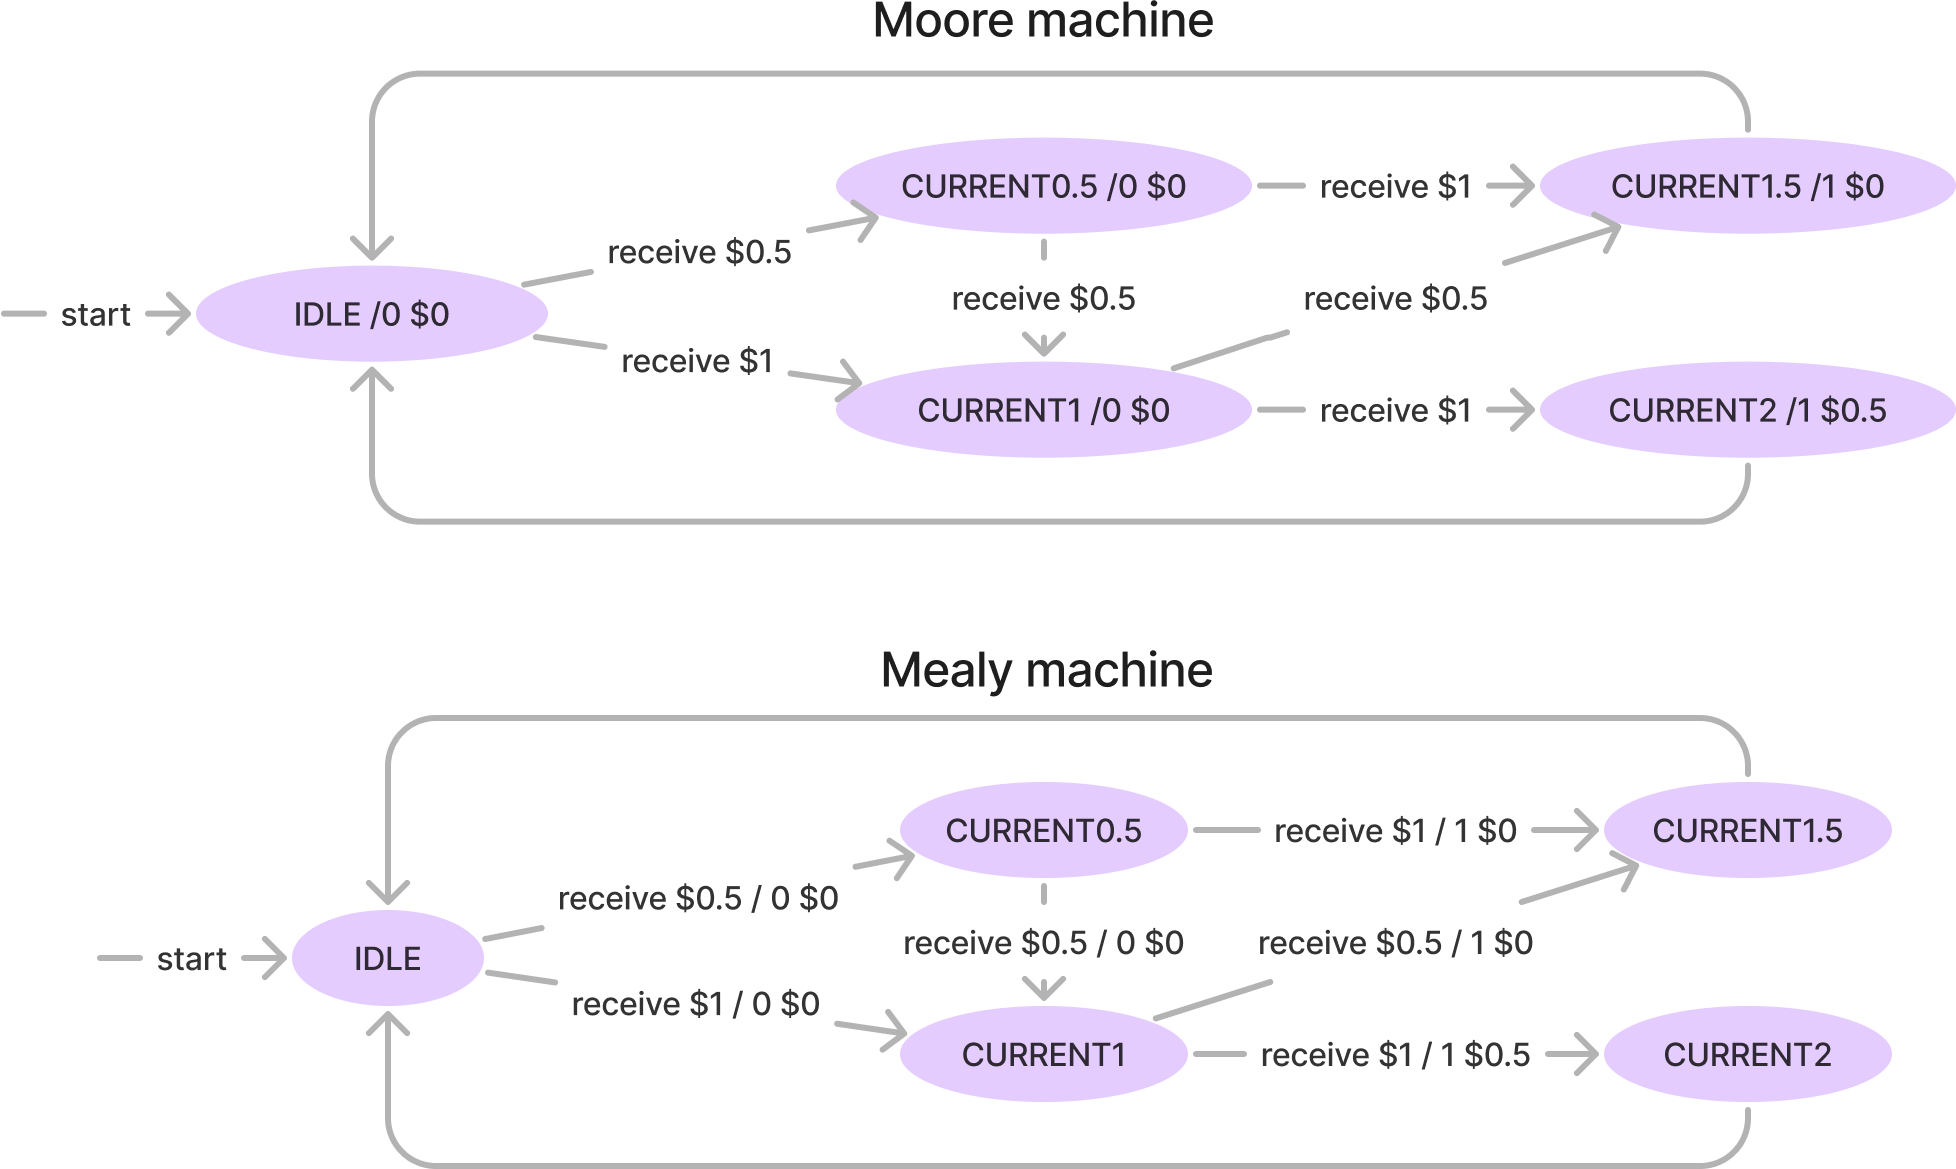 Moore machine
CURRENT0.5 /0 $0
receive $1
CURRENT1.5 /1 $0
receive $0.5
start
IDLE /0 $0
receive $0.5
receive $0.5
receive $1
CURRENT1 /0 $0
receive $1
CURRENT2 /1 $0.5
Mealy machine
CURRENT0.5
receive $1 / 1 $0
CURRENT1.5
receive $0.5 / 0 $0
start
IDLE
receive $0.5 / 0 $0
receive $0.5 / 1 $0
receive $1 / 0 $0
CURRENT1
receive $1 / 1 $0.5
CURRENT2